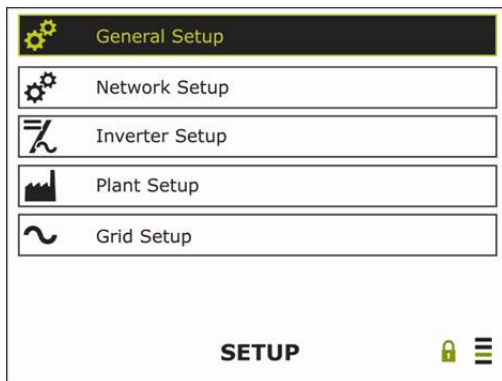 General Setup
Network Setup
Inverter Setup
Plant Setup
Grid Setup
SETUP